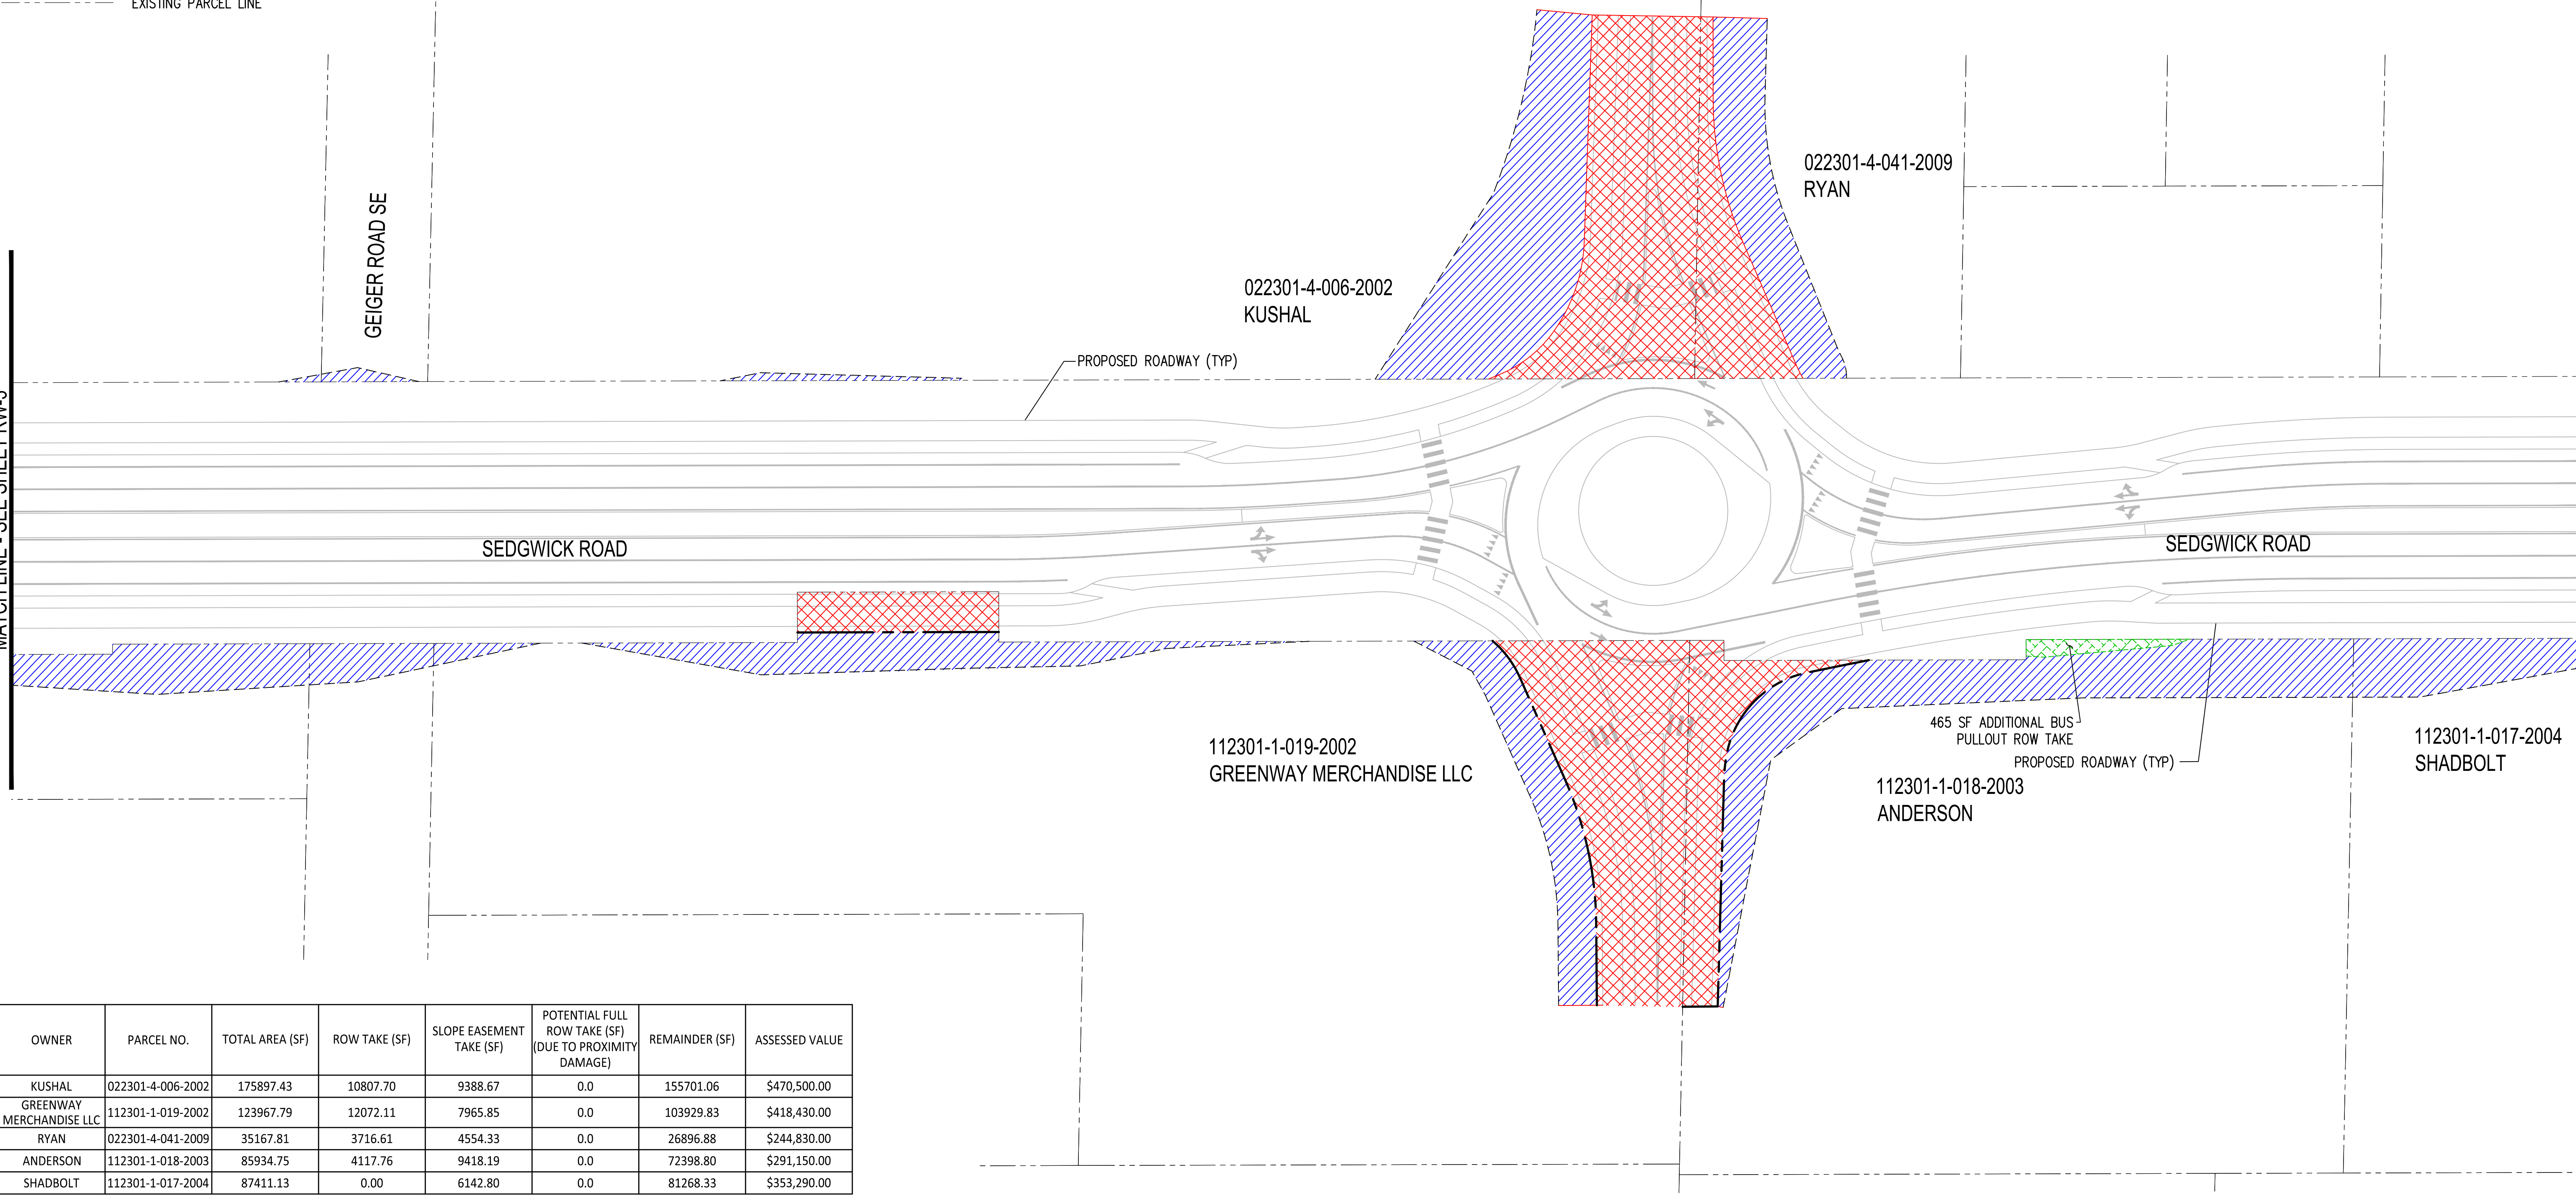 EXISTING PARCEL LINE
GEIGER ROAD SE
022301-4-041-2009
RYAN
022301-4-006-2002
KUSHAL
PROPOSED ROADWAY (TYP)
SEDGWICK ROAD
SEDGWICK ROAD
465 SF ADDITIONAL BUS
PULLOUT ROW TAKE
PROPOSED ROADWAY (TYP)
112301-1-019-2002
GREENWAY MERCHANDISE LLC
112301-1-018-2003
ANDERSON
112301-1-017-2004
SHADBOLT
OWNER PARCEL NO. TOTAL AREA (SF) ROW TAKE (SF) SLOPE EASEMENT TAKE (SF) POTENTIAL FULL ROW TAKE (SF) (DUE TO PROXIMITY DAMAGE) REMAINDER (SF) ASSESSED VALUE
KUSHAL 022301-4-006-2002 175897.43 10807.70 9388.67 0.0 155701.06 $470,500.00
GREENWAY MERCHANDISE LLC 112301-1-019-2002 123967.79 12072.11 7965.85 0.0 103929.83 $418,430.00
RYAN 022301-4-041-2009 35167.81 3716.61 4554.33 0.0 26896.88 $244,830.00
ANDERSON 112301-1-018-2003 85934.75 4117.76 9418.19 0.0 72398.80 $291,150.00
SHADBOLT 112301-1-017-2004 87411.13 0.00 6142.80 0.0 81268.33 $353,290.00